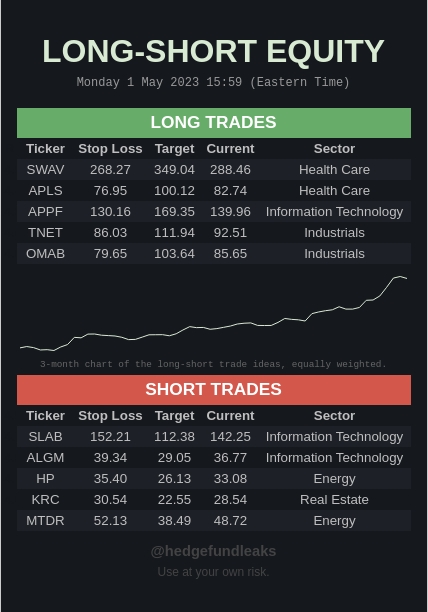 LONG-SHORT EQUITY
Monday 1 May 2023 15:59 (Eastern Time)
LONG TRADES
Ticker Stop Loss Target Current Sector
SWAV 268.27 349.04 288.46 Health Care
APLS 76.95 100.12 82.74 Health Care
APPF 130.16 169.35 139.96 Information Technology
TNET 86.03 111.94 92.51 Industrials
OMAB 79.65 103.64 85.65 Industrials
3-month chart of the long-short trade ideas, equally weighted.
SHORT TRADES
Ticker Stop Loss Target Current Sector
SLAB 152.21 112.38 142.25 Information Technology
ALGM 39.34 29.05 36.77 Information Technology
HP 35.40 26.13 33.08 Energy
KRC 30.54 22.55 28.54 Real Estate
MTDR 52.13 38.49 48.72 Energy
@hedgefundleaks
Use at your own risk.